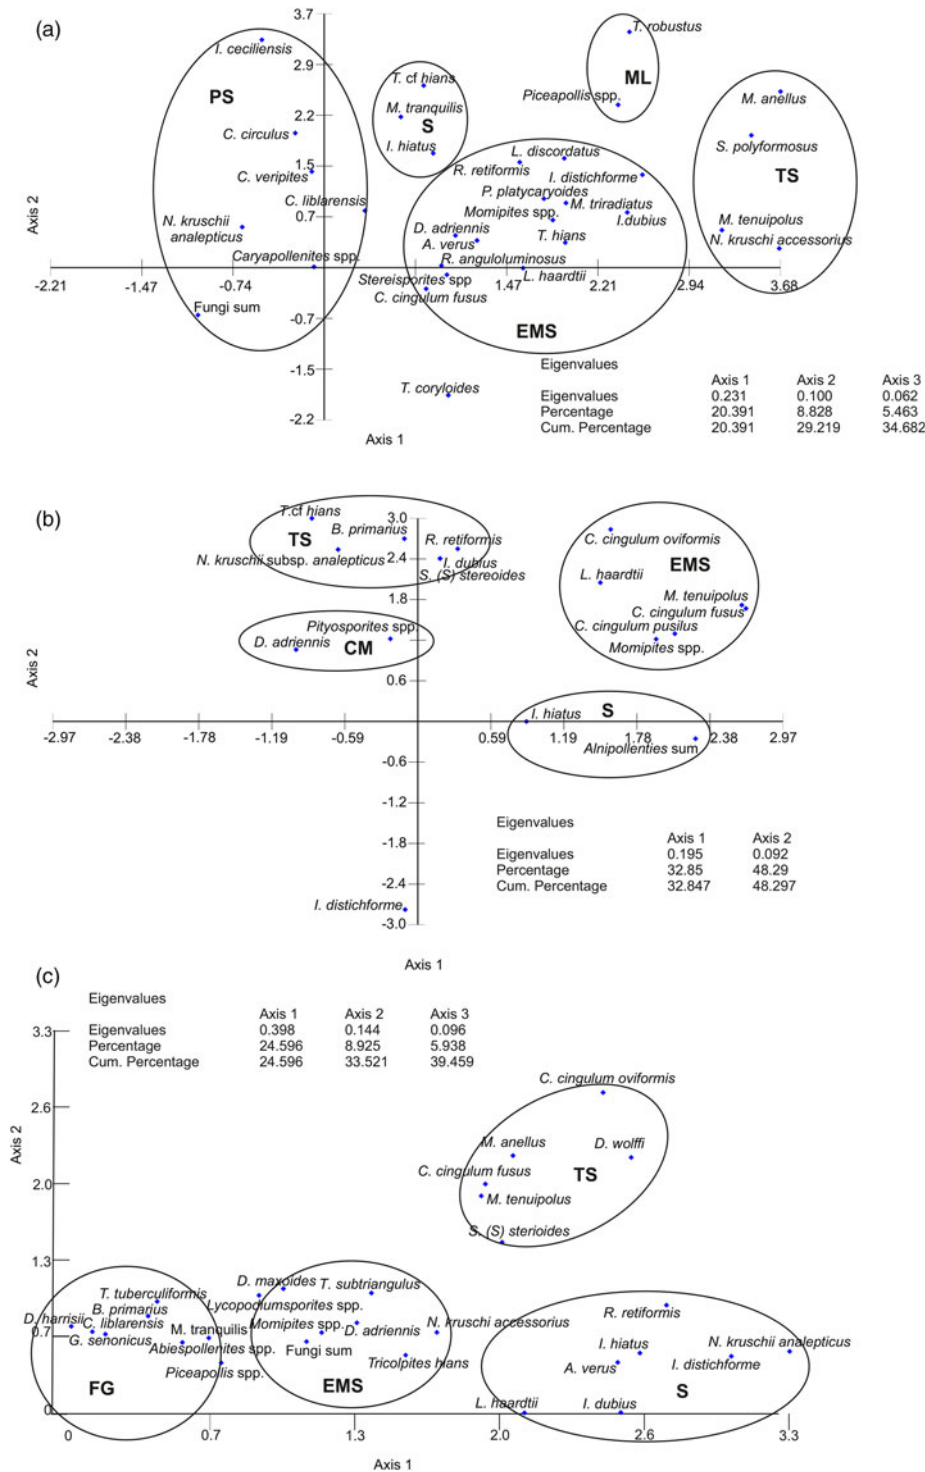 (a)
3.7
I. ceciliensis
T. robustus
2.9
PS
T. cf hians
ML
Piceapollis spp.
M. anellus
2.2
M. tranquilis
S
C. circulus
S. polyformosus
I. hiatus
L. discordatus
1.5
R. retiformis
I. distichforme
TS
C. veripites
P. platycaryoides
C. liblarensis
M. triradiatus
Axis 2
0.7
Momipites spp.
I.dubius
M. tenuipolus
N. kruschii
analepticus
D. adriennis
T. hians
N. kruschi accessorius
A. verus
Caryapollenites spp.
R. anguloluminosus
-2.21
-1.47
-0.74
Stereisporites spp
1.47
L. haardtii
2.21
2.94
3.68
C. cingulum fusus
Fungi sum
-0.7
EMS
-1.5
Eigenvalues
T. coryloides
Axis 1 Axis 2 Axis 3
Eigenvalues 0.231 0.100 0.062
-2.2
Percentage 20.391 8.828 5.463
Cum. Percentage 20.391 29.219 34.682
Axis 1
(b)
T.cf hians
3.0
B. primarius
TS
R. retiformis
C. cingulum oviformis
N. kruschii subsp. analepticus
2.4
I. dubius
EMS
S. (S) stereoides
L. haardtii
1.8
M. tenuipolus
C. cingulum fusus
Pityosporites spp.
C. cingulum pusilus
D. adriennis
CM
Momipites spp.
Axis 2
0.6
I. hiatus
S
-2.97
-2.38
-1.78
-1.19
-0.59
0.59
1.19
1.78
2.38
2.97
Alnipollenties sum
-0.6
-1.2
Eigenvalues
-1.8
Axis 1 Axis 2
Eigenvalues 0.195 0.092
-2.4
Percentage 32.85 48.29
Cum. Percentage 32.847 48.297
I. distichforme
-3.0
Axis 1
(c)
Eigenvalues
Axis 1 Axis 2 Axis 3
3.3
Eigenvalues 0.398 0.144 0.096
Percentage 24.596 8.925 5.938
Cum. Percentage 24.596 33.521 39.459
C. cingulum oviformis
2.6
Axis 2
M. anellus
D. wolffi
C. cingulum fusus
TS
2.0
M. tenuipolus
S. (S) sterioides
1.3
D. maxoides
T. subtriangulus
T. tuberculiformis
Lycopodiumsporites spp.
B. primarius
R. retiformis
D. harrisii
C. liblarensis
Momipites spp.
N. kruschii accessorius
0.7
G. senonicus
M. tranquilis
D. adriennis
Abiespollenites spp.
Fungi sum
I. hiatus
N. kruschii analepticus
Piceapollis spp.
Tricolpites hians
A. verus
I. distichforme
FG
EMS
S
L. haardtii
I. dubius
0
0
0.7
1.3
2.0
2.6
3.3
Axis 1